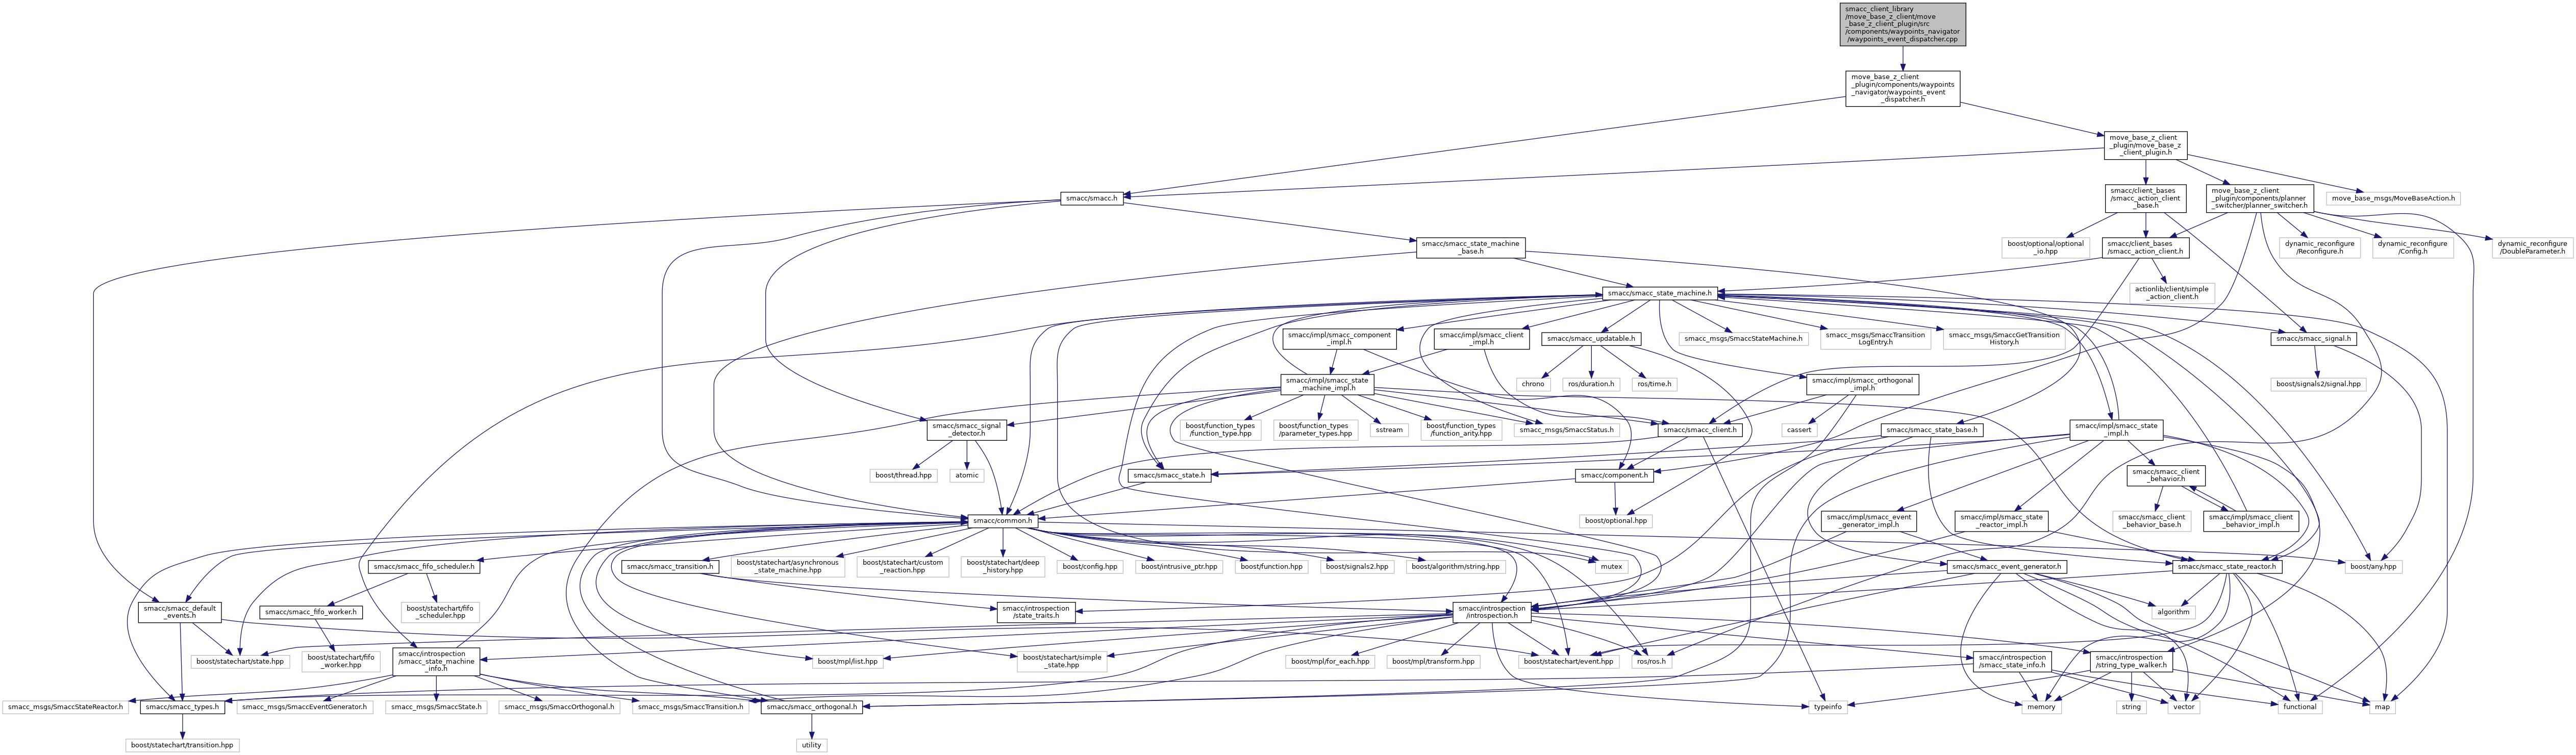 smacc_client_library
/move_base_z_client/move
_base_z_client_plugin/src
/components/waypoints_navigator
/waypoints_event_dispatcher.cpp
move_base_z_client
_plugin/components/waypoints
_navigator/waypoints_event
_dispatcher.h
move_base_z_client
_plugin/move_base_z
_client_plugin.h
smacc/smacc.h
smacc/client_bases
/smacc_action_client
_base.h
move_base_z_client
_plugin/components/planner
_switcher/planner_switcher.h
move_base_msgs/MoveBaseAction.h
smacc/smacc_state_machine
_base.h
boost/optional/optional
_io.hpp
smacc/client_bases
/smacc_action_client.h
dynamic_reconfigure
/Reconfigure.h
dynamic_reconfigure
/Config.h
dynamic_reconfigure
/DoubleParameter.h
smacc/smacc_state_machine.h
actionlib/client/simple
_action_client.h
smacc/impl/smacc_component
_impl.h
smacc/impl/smacc_client
_impl.h
smacc/smacc_updatable.h
smacc_msgs/SmaccStateMachine.h
smacc_msgs/SmaccTransition
LogEntry.h
smacc_msgs/SmaccGetTransition
History.h
smacc/smacc_signal.h
smacc/impl/smacc_state
_machine_impl.h
chrono
ros/duration.h
ros/time.h
smacc/impl/smacc_orthogonal
_impl.h
boost/signals2/signal.hpp
smacc/smacc_signal
_detector.h
boost/function_types
/function_type.hpp
boost/function_types
/parameter_types.hpp
sstream
boost/function_types
/function_arity.hpp
smacc_msgs/SmaccStatus.h
smacc/smacc_client.h
cassert
smacc/smacc_state_base.h
smacc/impl/smacc_state
_impl.h
boost/thread.hpp
atomic
smacc/smacc_state.h
smacc/component.h
smacc/smacc_client
_behavior.h
smacc/common.h
boost/optional.hpp
smacc/impl/smacc_event
_generator_impl.h
smacc/impl/smacc_state
_reactor_impl.h
smacc/smacc_client
_behavior_base.h
smacc/impl/smacc_client
_behavior_impl.h
smacc/smacc_fifo_scheduler.h
smacc/smacc_transition.h
boost/statechart/asynchronous
_state_machine.hpp
boost/statechart/custom
_reaction.hpp
boost/statechart/deep
_history.hpp
boost/config.hpp
boost/intrusive_ptr.hpp
boost/function.hpp
boost/signals2.hpp
boost/algorithm/string.hpp
mutex
smacc/smacc_event_generator.h
smacc/smacc_state_reactor.h
boost/any.hpp
smacc/smacc_default
_events.h
smacc/smacc_fifo_worker.h
boost/statechart/fifo
_scheduler.hpp
smacc/introspection
/state_traits.h
smacc/introspection
/introspection.h
algorithm
boost/statechart/state.hpp
boost/statechart/fifo
_worker.hpp
smacc/introspection
/smacc_state_machine
_info.h
boost/mpl/list.hpp
boost/statechart/simple
_state.hpp
boost/mpl/for_each.hpp
boost/mpl/transform.hpp
boost/statechart/event.hpp
ros/ros.h
smacc/introspection
/smacc_state_info.h
smacc/introspection
/string_type_walker.h
smacc_msgs/SmaccStateReactor.h
smacc/smacc_types.h
smacc_msgs/SmaccEventGenerator.h
smacc_msgs/SmaccState.h
smacc_msgs/SmaccOrthogonal.h
smacc_msgs/SmaccTransition.h
smacc/smacc_orthogonal.h
typeinfo
memory
string
vector
functional
map
boost/statechart/transition.hpp
utility